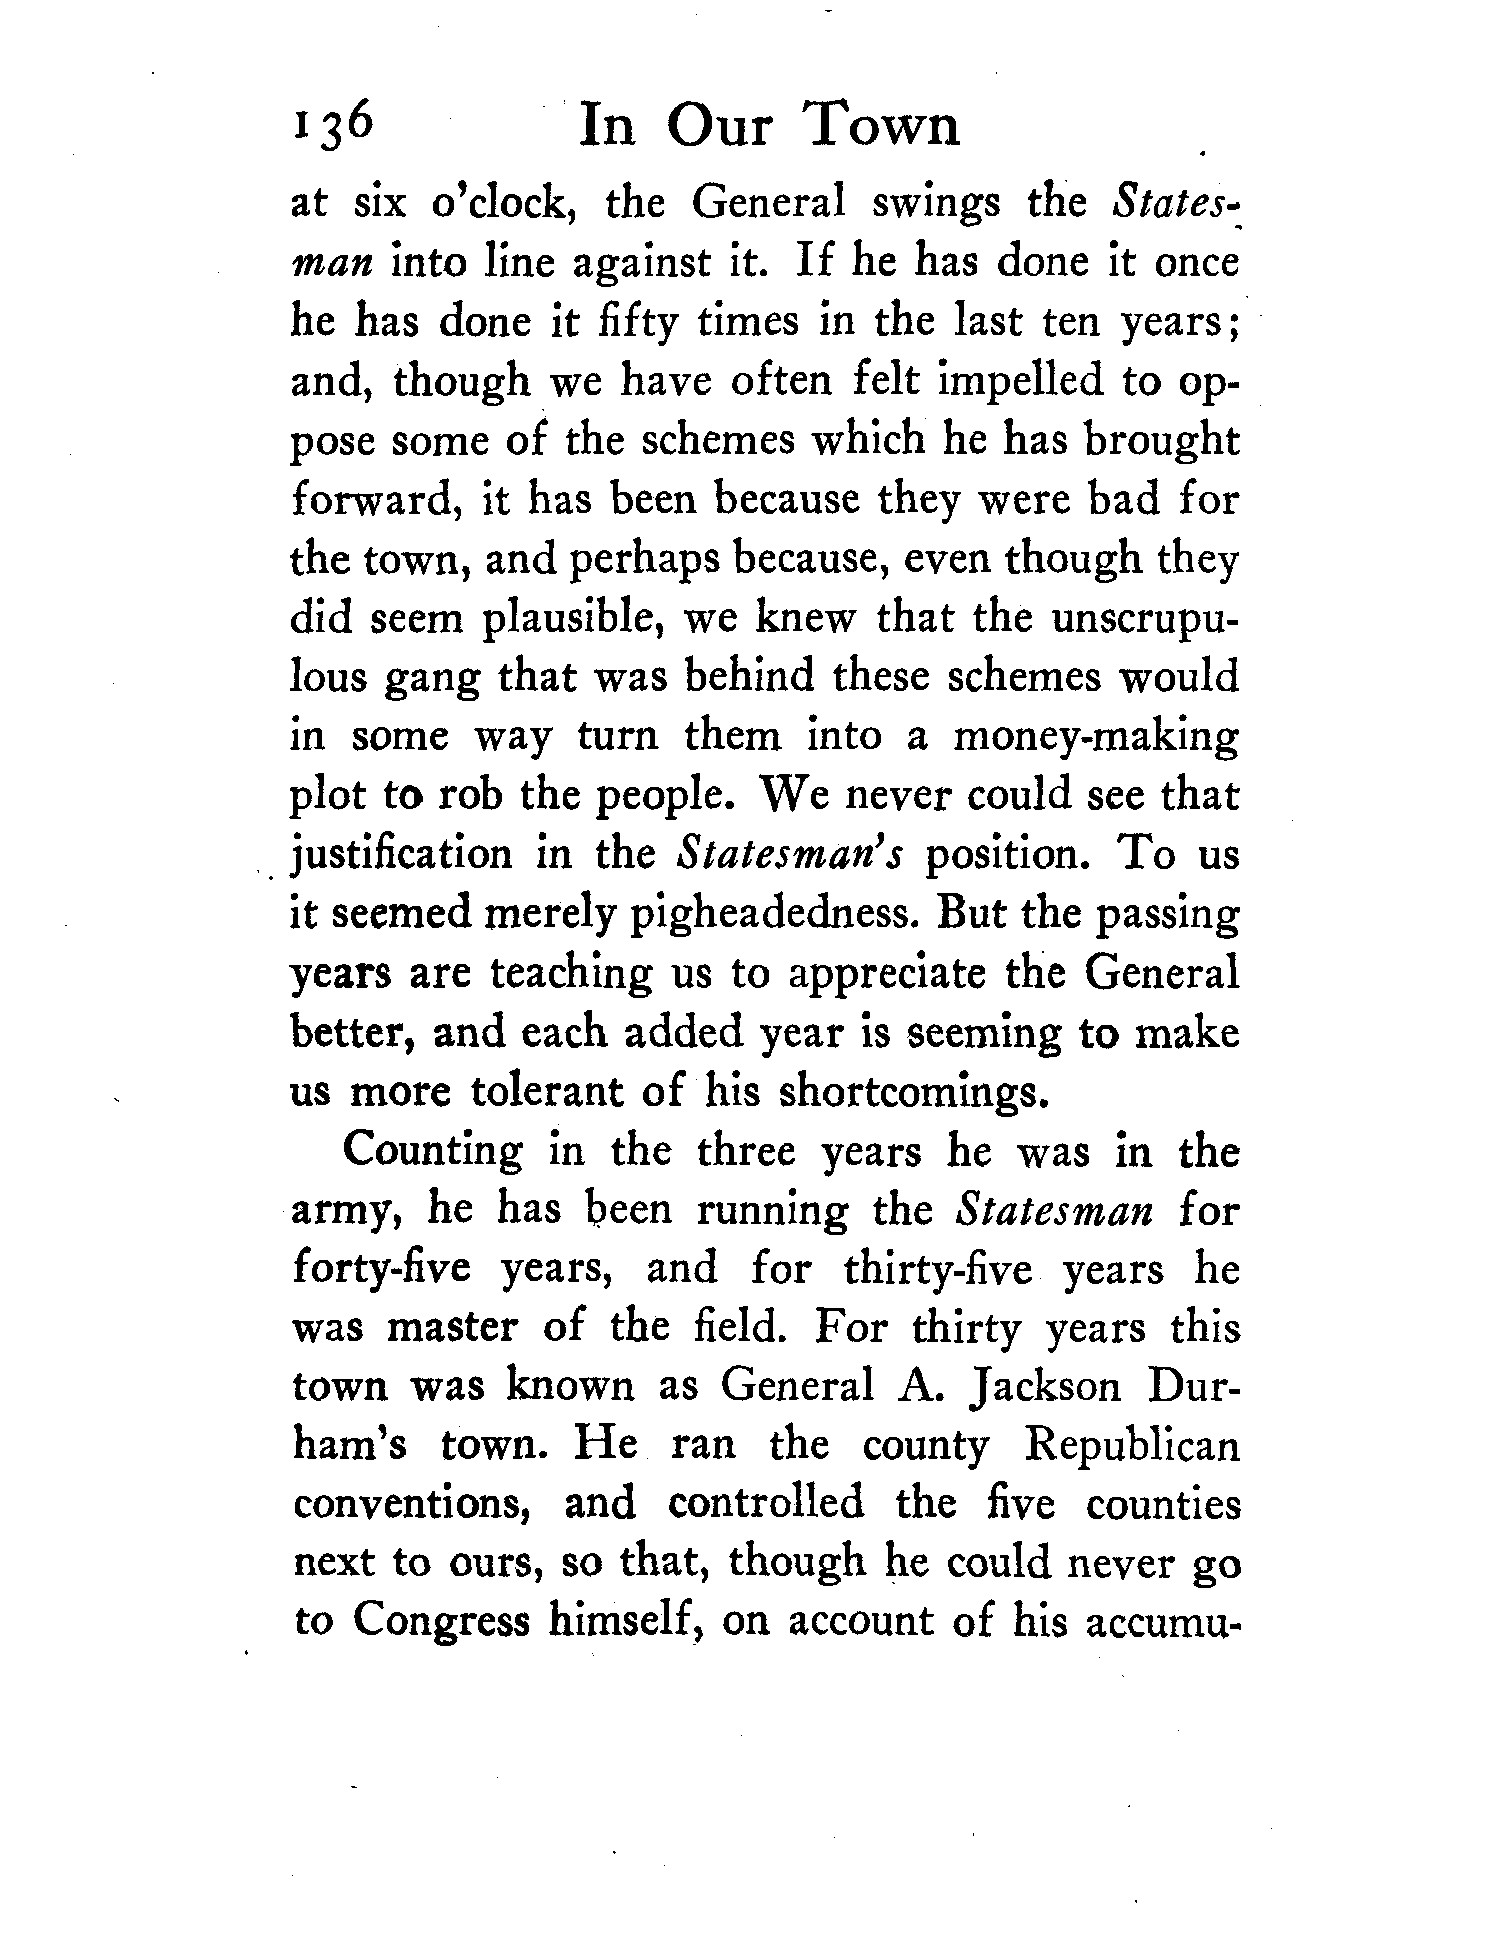 136 In Our Town
at six o'clock, the General swings the States-
man into line against it. If he has done it once
he has done it fifty times in the last ten years;
and, though we have often felt impelled to op-
pose some of the schemes which he has brought
forward, it has been because they were bad for
the town, and perhaps because, even though they
did seem plausible, we knew that the unscrupu-
lous gang that was behind these schemes would
in some way turn them into a money-making
plot to rob the people. We never could see that
justification in the Statesman's position. To us
it seemed merely pigheadedness. But the passing
years are teaching us to appreciate the General
better, and each added year is seeming to make
us more tolerant of his shortcomings.
Counting in the three years he was in the
army, he has been running the Statesman for
forty-five years, and for thirty-five years he
was master of the field. For thirty years this
town was known as General A. Jackson Dur-
ham's town. He ran the county Republican
conventions, and controlled the five counties
next to ours, so that, though he could never go
to Congress himself, on account of his accumu-